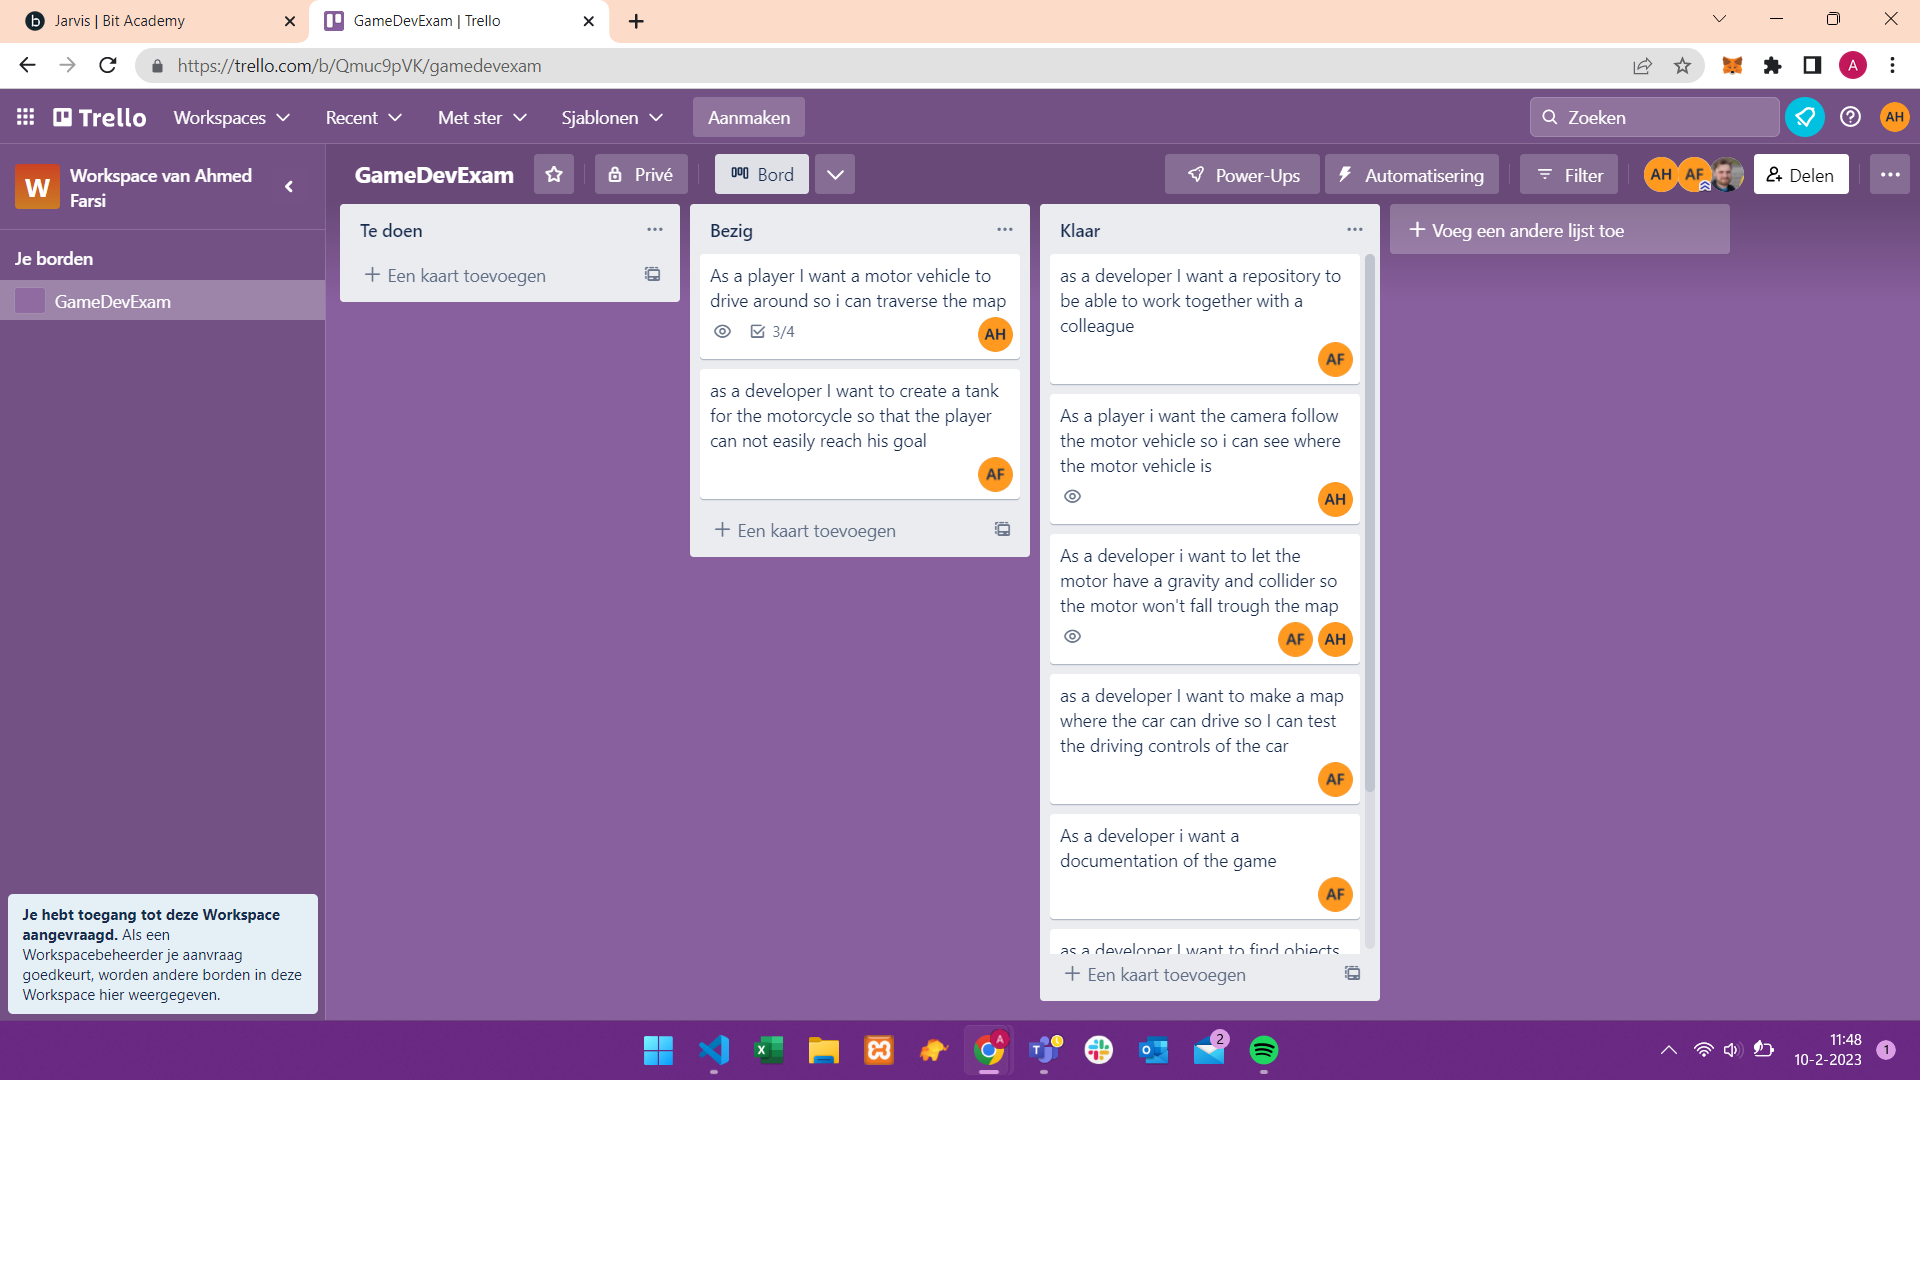 Jarvis | Bit Academy
GameDevExam | Trello
https://trello.com/b/Qmuc9pVK/gamedevexam
A
Trello
Workspaces
Recent
Met ster
Sjablonen
Aanmaken
Zoeken
AH
W
Workspace van Ahmed
Farsi
GameDevExam
Privé
Bord
Power-Ups
Automatisering
Filter
AH
AF
Delen
Je borden
GameDevExam
Te doen
+ Een kaart toevoegen
Bezig
As a player I want a motor vehicle to
drive around so i can traverse the map
3/4
AH
as a developer I want to create a tank
for the motorcycle so that the player
can not easily reach his goal
AF
+ Een kaart toevoegen
Klaar
as a developer I want a repository to
be able to work together with a
colleague
AF
As a player i want the camera follow
the motor vehicle so i can see where
the motor vehicle is
AH
As a developer i want to let the
motor have a gravity and collider so
the motor won't fall trough the map
AF
AH
as a developer I want to make a map
where the car can drive so I can test
the driving controls of the car
AF
As a developer i want a
documentation of the game
AF
as a developer I want to find objects
+ Een kaart toevoegen
+ Voeg een andere lijst toe
Je hebt toegang tot deze Workspace
aangevraagd. Als een
Workspacebeheerder je aanvraag
goedkeurt, worden andere borden in deze
Workspace hier weergegeven.
A
2
11:48
10-2-2023
1